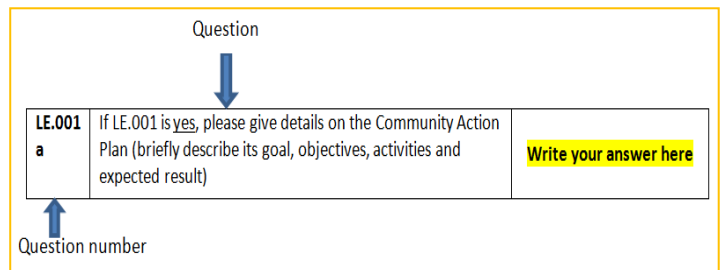 Question
LE.001
a
If LE.001 is yes, please give details on the Community Action
Plan (briefly describe its goal, objectives, activities and
expected result)
Write your answer here
Question number